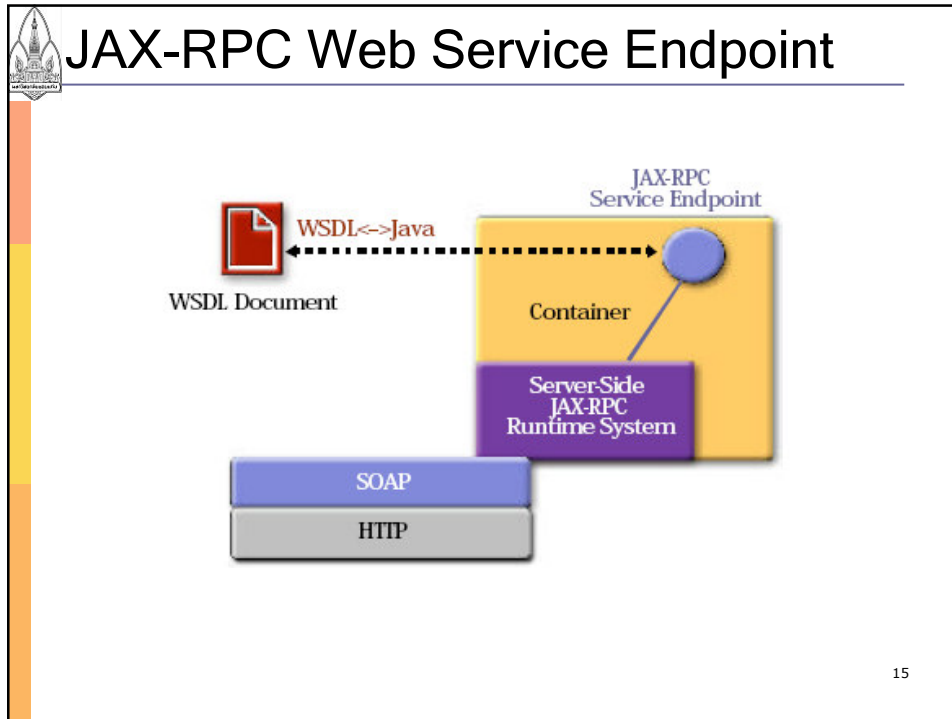 JAX-RPC Web Service Endpoint
JAX-RPC
Service Endpoint
WSDL<->Java
WSDL Document
Container
Server-Side
JAX-RPC
Runtime System
SOAP
HTTP
15